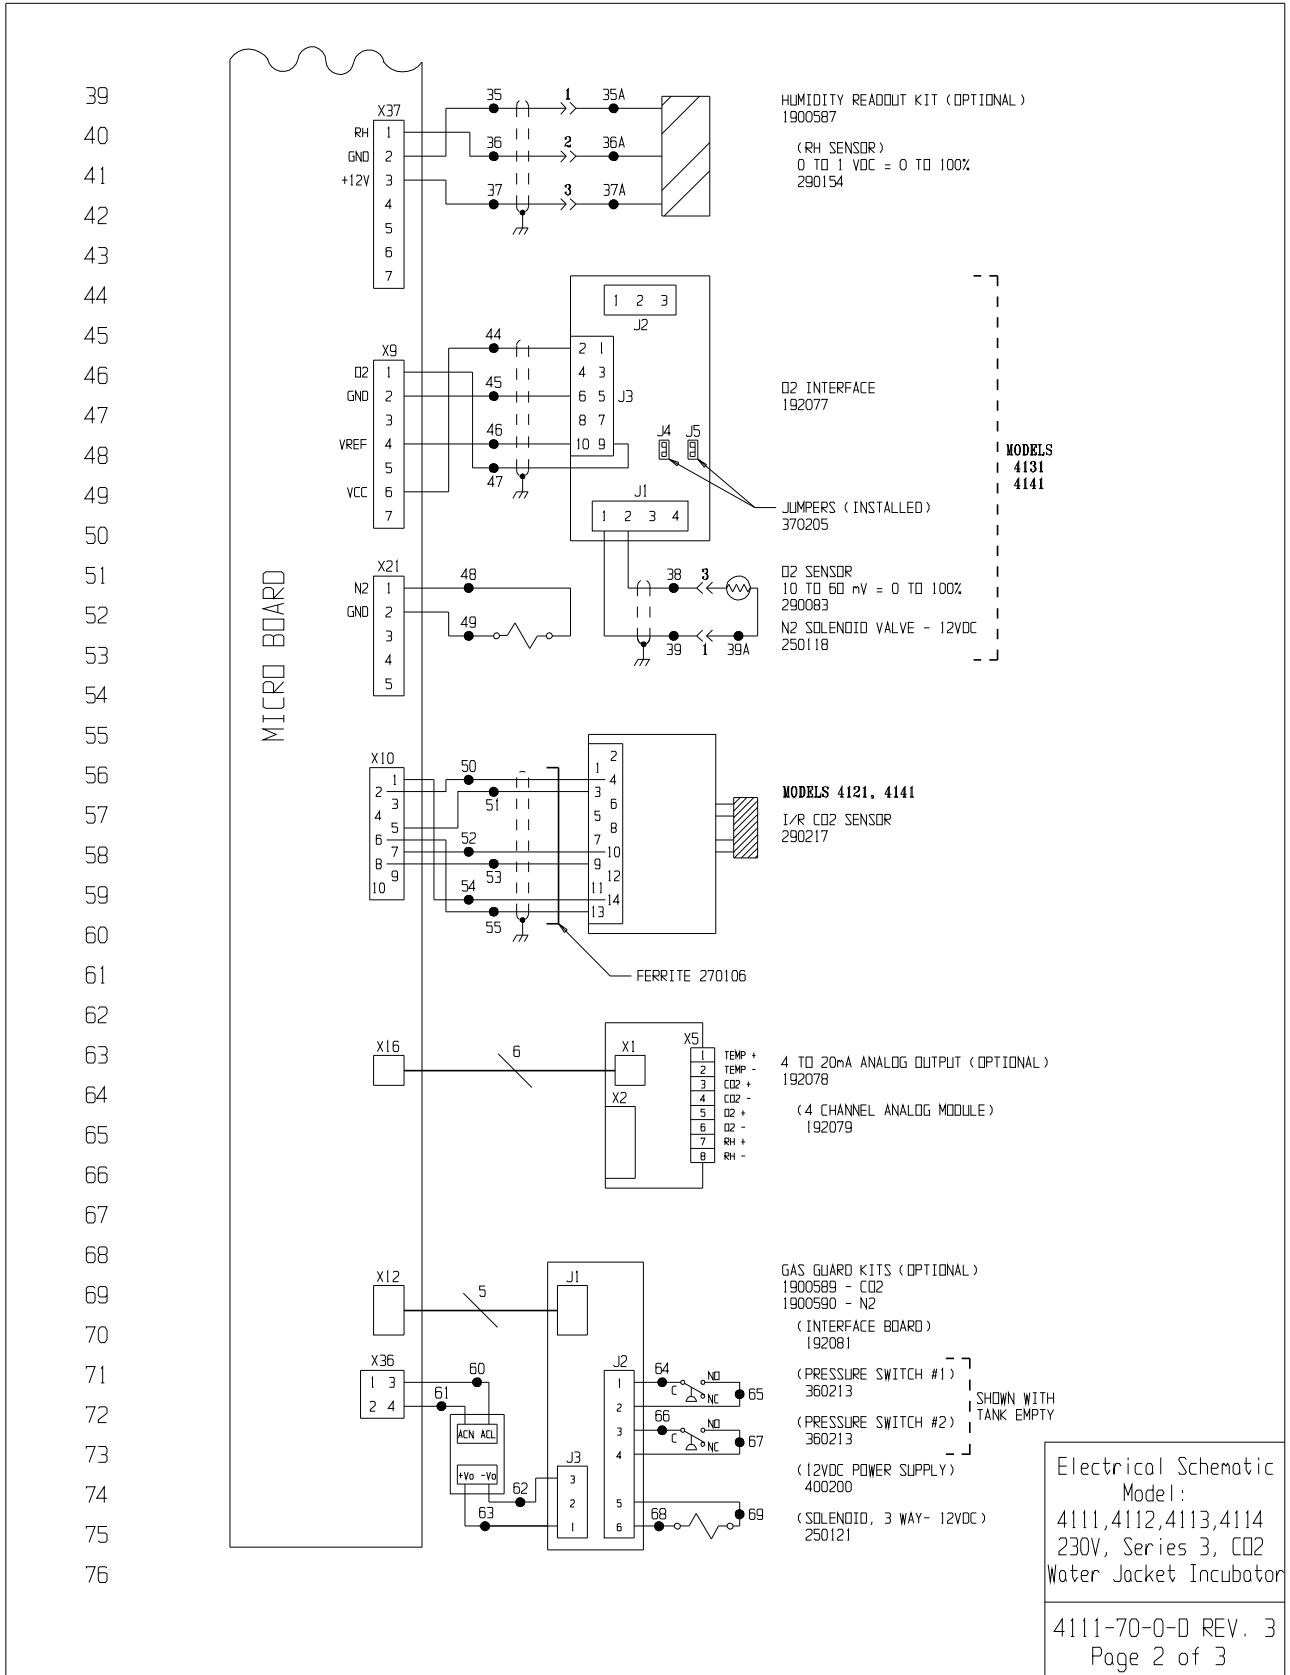 39
40
41
42
43
44
45
46
47
48
49
50
51
52
53
54
55
56
57
58
59
60
61
62
63
64
65
66
67
68
69
70
71
72
73
74
75
76
MICRO BOARD
X37
RH 1
GND 2
+12V 3
4
5
6
7
35 1 35A
36 2 36A
37 3 37A
HUMIDITY READOUT KIT (OPTIONAL)
1900587
(RH SENSOR)
0 TO 1 VDC = 0 TO 100%
290154
X9
O2 1
GND 2
3
VREF 4
5
VCC 6
7
44
45
46
47
1 2 3
J2
2 1
4 3
6 5
8 7
10 9
J3
J4 J5
J1
1 2 3 4
O2 INTERFACE
192077
JUMPERS (INSTALLED)
370205
MODELS
4131
4141
X21
N2 1
GND 2
3
4
5
48
49
38 3
39 1 39A
O2 SENSOR
10 TO 60 mV = 0 TO 100%
290083
N2 SOLENOID VALVE - 12VDC
250118
X10
1
2
3
4
5
6
7
8
9
10
50
51
52
53
54
55
2
1
4
3
6
5
8
7
10
9
12
11
14
13
MODELS 4121, 4141
I/R CO2 SENSOR
290217
FERRITE 270106
X16
6
X1
X2
X5
1 TEMP +
2 TEMP -
3 CO2 +
4 CO2 -
5 O2 +
6 O2 -
7 RH +
8 RH -
4 TO 20mA ANALOG OUTPUT (OPTIONAL)
192078
(4 CHANNEL ANALOG MODULE)
192079
X12
5
J1
X36
1 3
2 4
60
61
ACN ACL
+Vo -Vo
62
63
J3
3
2
1
J2
1
2
3
4
5
6
64
C NO
NC
65
66
C NO
NC
67
68
69
GAS GUARD KITS (OPTIONAL)
1900589 - CO2
1900590 - N2
(INTERFACE BOARD)
192081
(PRESSURE SWITCH #1)
360213
(PRESSURE SWITCH #2)
360213
SHOWN WITH
TANK EMPTY
(12VDC POWER SUPPLY)
400200
(SOLENOID, 3 WAY- 12VDC)
250121
Electrical Schematic
Model:
4111,4112,4113,4114
230V, Series 3, CO2
Water Jacket Incubator
4111-70-0-D REV. 3
Page 2 of 3